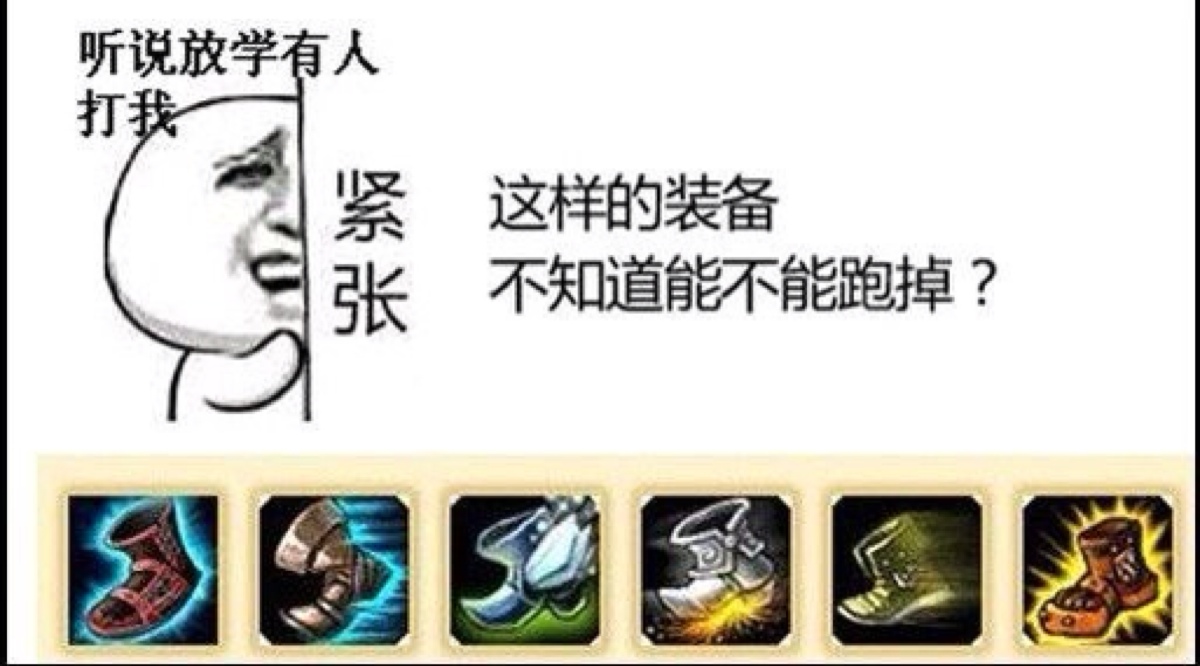 听说放学有人
打我
紧
张
这样的装备
不知道能不能跑掉？